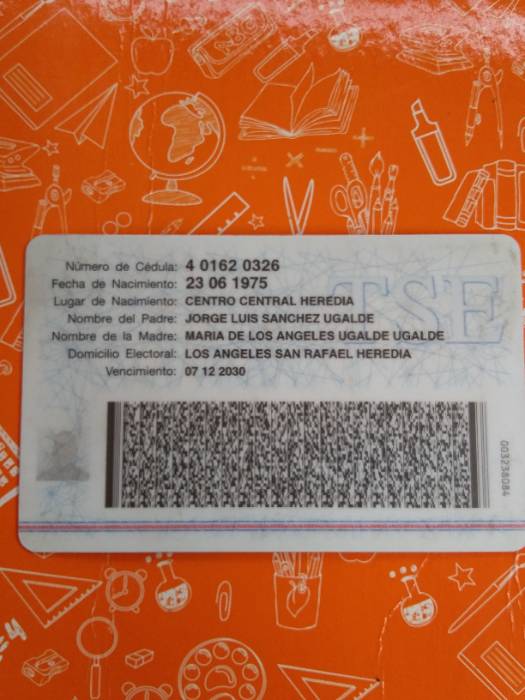 TSE
Número de Cédula: 4 0162 0326
Fecha de Nacimiento: 23 06 1975
Lugar de Nacimiento: CENTRO CENTRAL HEREDIA
Nombre del Padre: JORGE LUIS SANCHEZ UGALDE
Nombre de la Madre: MARIA DE LOS ANGELES UGALDE UGALDE
Domicilio Electoral: LOS ANGELES SAN RAFAEL HEREDIA
Vencimiento: 07 12 2030
003238084